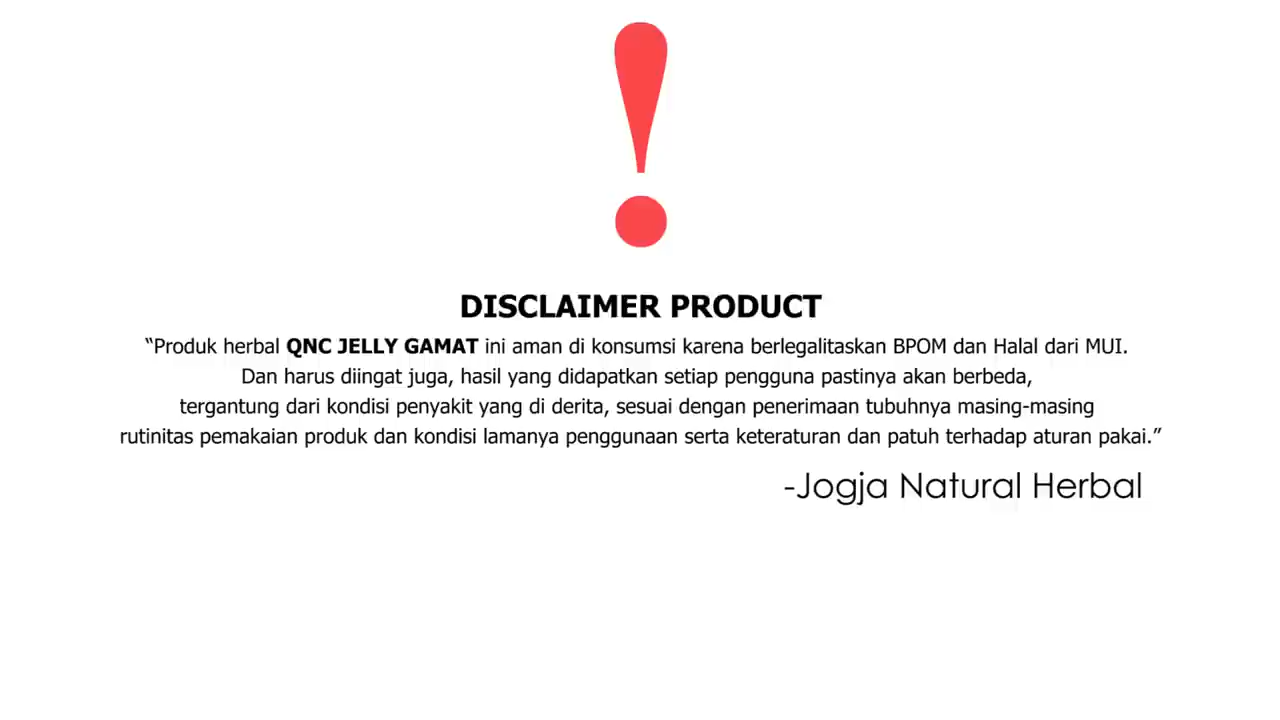 !
DISCLAIMER PRODUCT
“Produk herbal QNC JELLY GAMAT ini aman di konsumsi karena berlegalitaskan BPOM dan Halal dari MUI.
Dan harus diingat juga, hasil yang didapatkan setiap pengguna pastinya akan berbeda,
tergantung dari kondisi penyakit yang di derita, sesuai dengan penerimaan tubuhnya masing-masing
rutinitas pemakaian produk dan kondisi lamanya penggunaan serta keteraturan dan patuh terhadap aturan pakai.”
-Jogja Natural Herbal